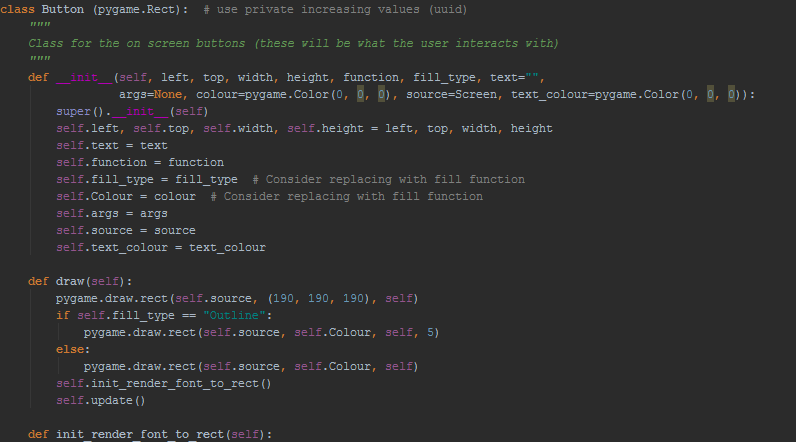 class Button (pygame.Rect):  # use private increasing values (uuid)
    """
    Class for the on screen buttons (these will be what the user interacts with)
    """
    def __init__(self, left, top, width, height, function, fill_type, text="",
                 args=None, colour=pygame.Color(0, 0, 0), source=Screen, text_colour=pygame.Color(0, 0, 0)):
        super().__init__(self)
        self.left, self.top, self.width, self.height = left, top, width, height
        self.text = text
        self.function = function
        self.fill_type = fill_type  # Consider replacing with fill function
        self.Colour = colour  # Consider replacing with fill function
        self.args = args
        self.source = source
        self.text_colour = text_colour
    def draw(self):
        pygame.draw.rect(self.source, (190, 190, 190), self)
        if self.fill_type == "Outline":
            pygame.draw.rect(self.source, self.Colour, self, 5)
        else:
            pygame.draw.rect(self.source, self.Colour, self)
        self.init_render_font_to_rect()
        self.update()
    def init_render_font_to_rect(self):